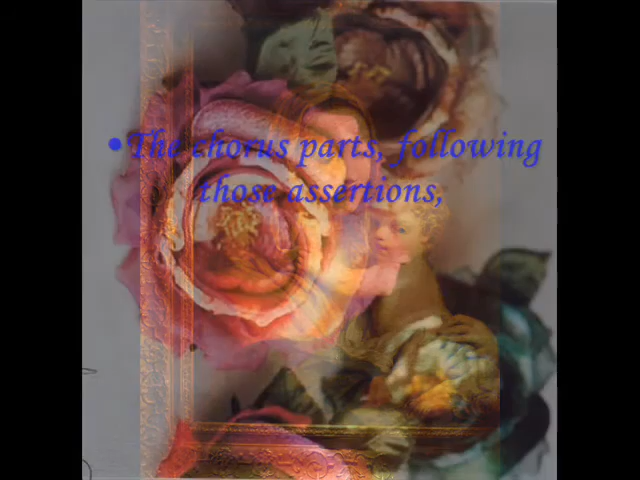 •The chorus parts, following
those assertions,